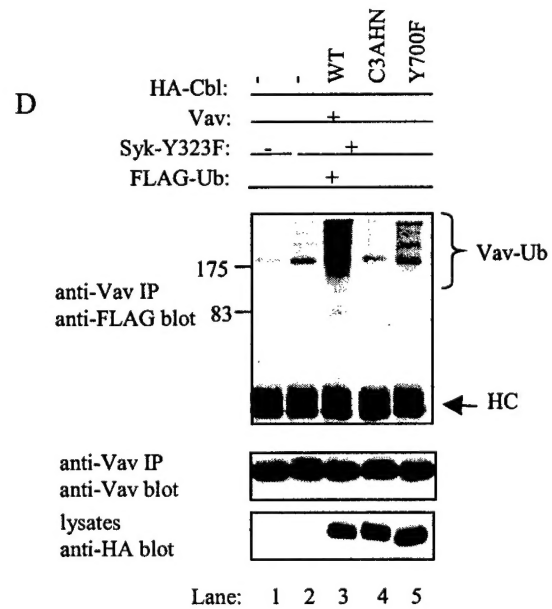 D
HA-Cbl: - - WT C3AHN Y700F
Vav: +
Syk-Y323F: - +
FLAG-Ub: +
175
83
Vav-Ub
anti-Vav IP
anti-FLAG blot
HC
anti-Vav IP
anti-Vav blot
lysates
anti-HA blot
Lane: 1 2 3 4 5